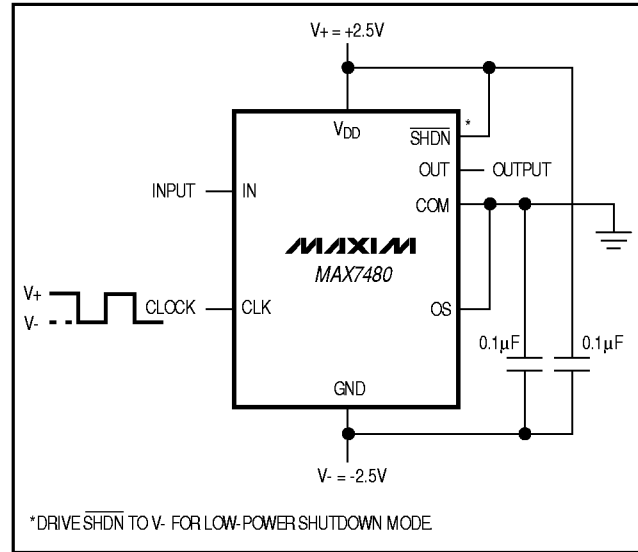 V+ = +2.5V
VDD
SHDN
*
OUT
OUTPUT
INPUT
IN
COM
MAXIM
MAX7480
V+
V-
CLOCK
CLK
OS
0.1µF
0.1µF
GND
V- = -2.5V
*DRIVE SHDN TO V- FOR LOW-POWER SHUTDOWN MODE.